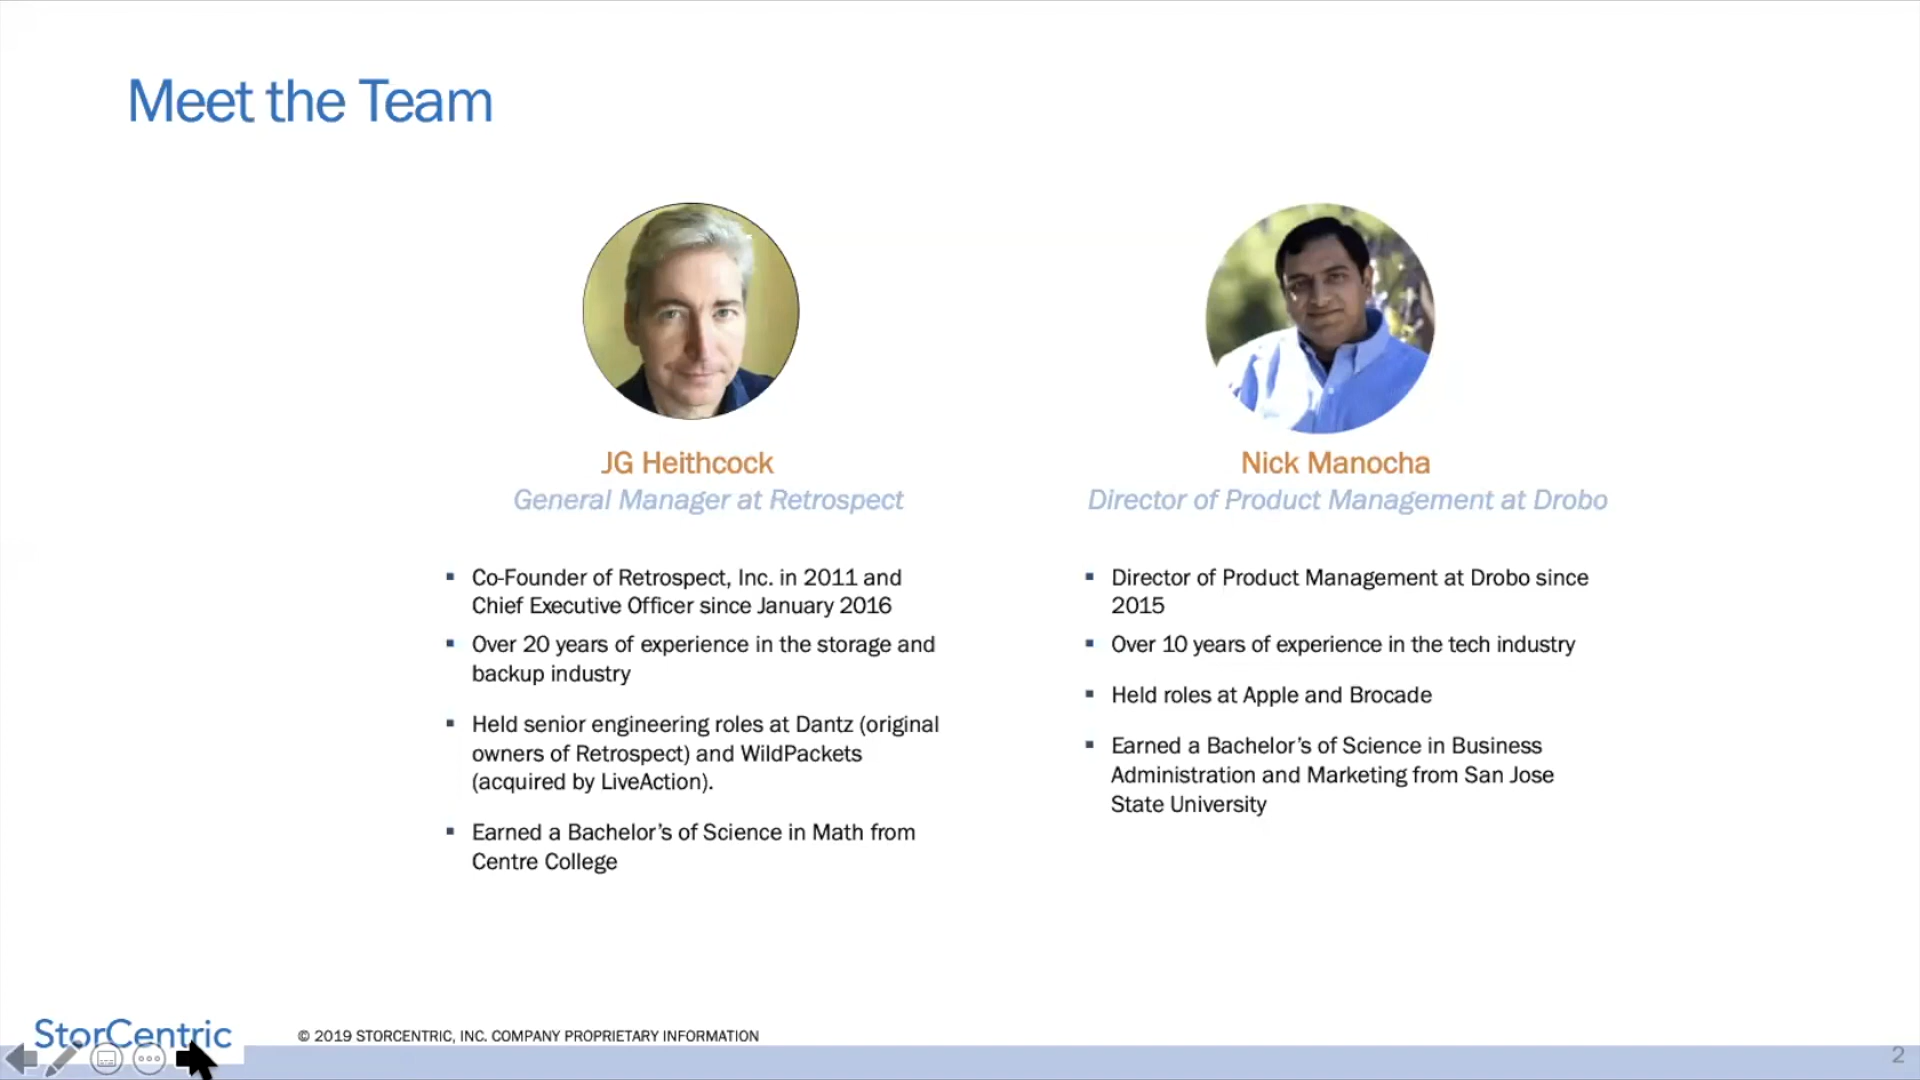 Meet the Team
JG Heithcock
General Manager at Retrospect
▪ Co-Founder of Retrospect, Inc. in 2011 and
Chief Executive Officer since January 2016
▪ Over 20 years of experience in the storage and
backup industry
▪ Held senior engineering roles at Dantz (original
owners of Retrospect) and WildPackets
(acquired by LiveAction).
▪ Earned a Bachelor's of Science in Math from
Centre College
Nick Manocha
Director of Product Management at Drobo
▪ Director of Product Management at Drobo since
2015
▪ Over 10 years of experience in the tech industry
▪ Held roles at Apple and Brocade
▪ Earned a Bachelor's of Science in Business
Administration and Marketing from San Jose
State University
StorCentric
© 2019 STORCENTRIC, INC. COMPANY PROPRIETARY INFORMATION
2